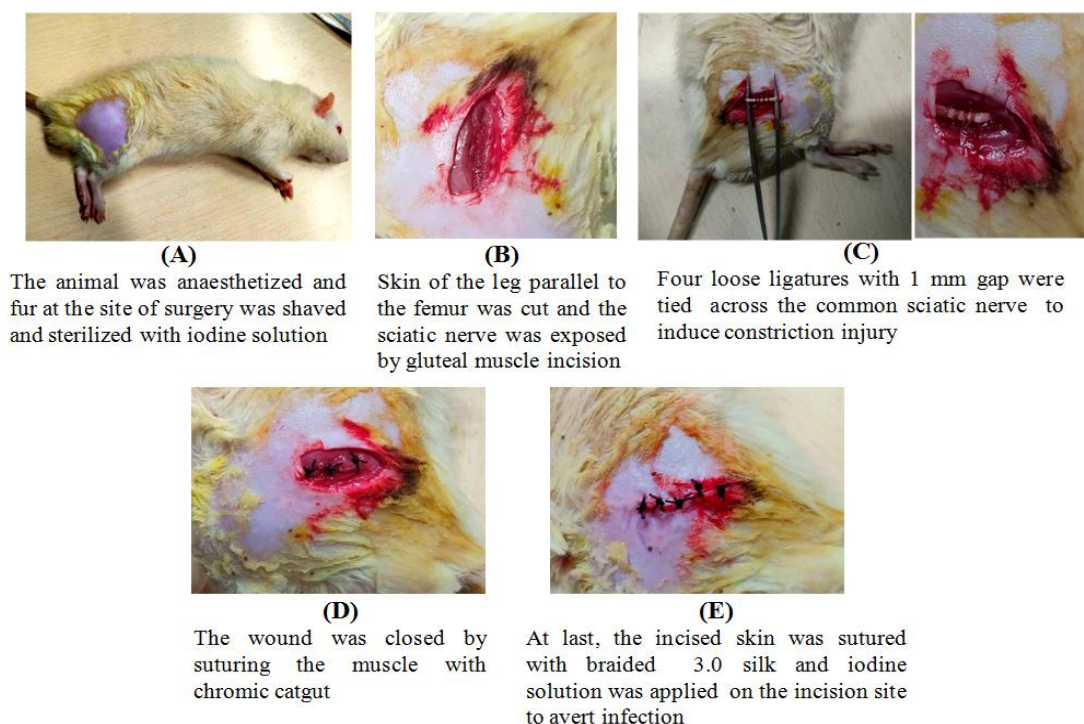 (A)
The animal was anaesthetized and
fur at the site of surgery was shaved
and sterilized with iodine solution
(B)
Skin of the leg parallel to
the femur was cut and the
sciatic nerve was exposed
by gluteal muscle incision
(C)
Four loose ligatures with 1 mm gap were
tied across the common sciatic nerve to
induce constriction injury
(D)
The wound was closed by
suturing the muscle with
chromic catgut
(E)
At last, the incised skin was sutured
with braided 3.0 silk and iodine
solution was applied on the incision site
to avert infection